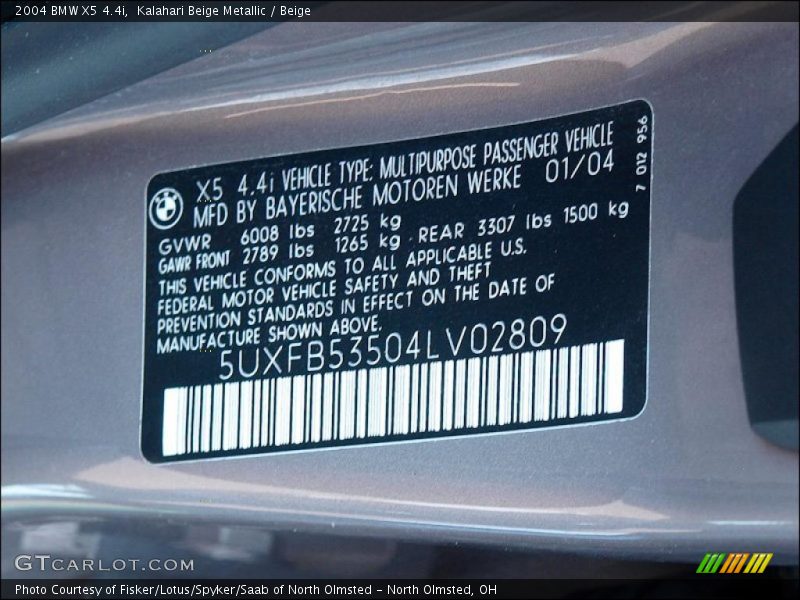 2004 BMW X5 4.4i, Kalahari Beige Metallic / Beige
X5 4.4i VEHICLE TYPE: MULTIPURPOSE PASSENGER VEHICLE
MFD BY BAYERISCHE MOTOREN WERKE 01/04
7 012 956
GVWR 6008 lbs 2725 kg
GAWR FRONT 2789 lbs 1265 kg - REAR 3307 lbs 1500 kg
THIS VEHICLE CONFORMS TO ALL APPLICABLE U.S.
FEDERAL MOTOR VEHICLE SAFETY AND THEFT
PREVENTION STANDARDS IN EFFECT ON THE DATE OF
MANUFACTURE SHOWN ABOVE.
5UXFB53504LV02809
GTCARLOT.COM
Photo Courtesy of Fisker/Lotus/Spyker/Saab of North Olmsted - North Olmsted, OH